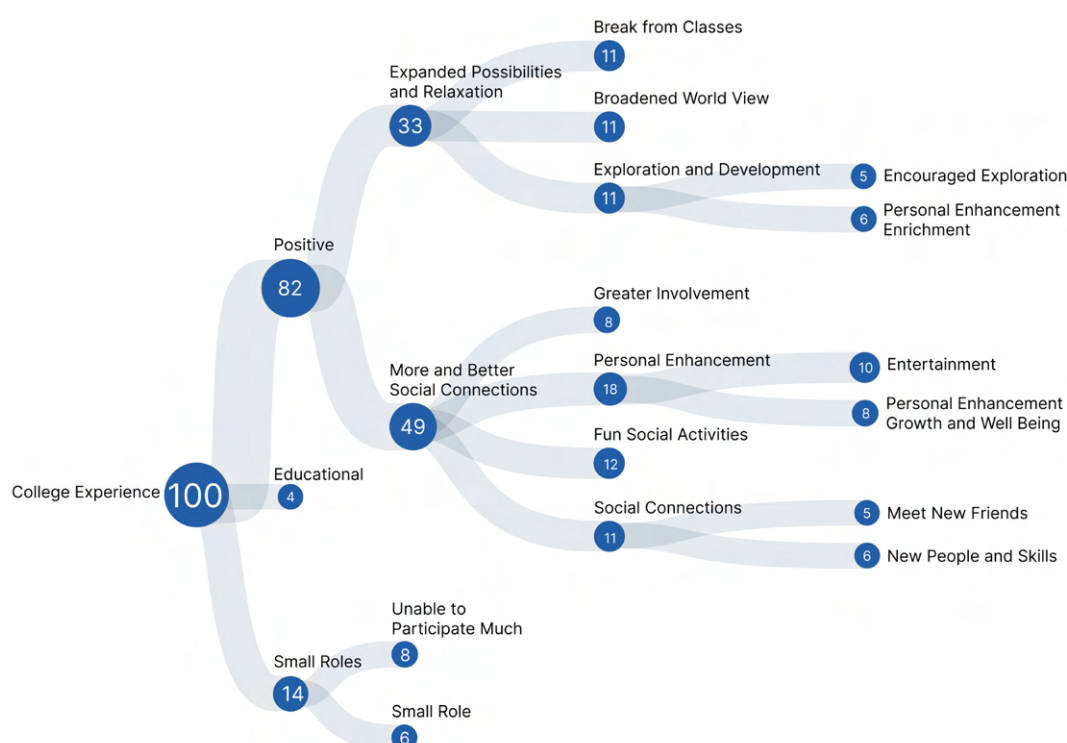 Break from Classes
11
Expanded Possibilities
and Relaxation
33
Broadened World View
11
Exploration and Development
11
5
Encouraged Exploration
6
Personal Enhancement
Enrichment
Positive
82
Greater Involvement
8
More and Better
Social Connections
49
Personal Enhancement
18
10
Entertainment
8
Personal Enhancement
Growth and Well Being
Fun Social Activities
12
College Experience
100
Educational
4
Social Connections
11
5
Meet New Friends
6
New People and Skills
Small Roles
14
Unable to
Participate Much
8
Small Role
6